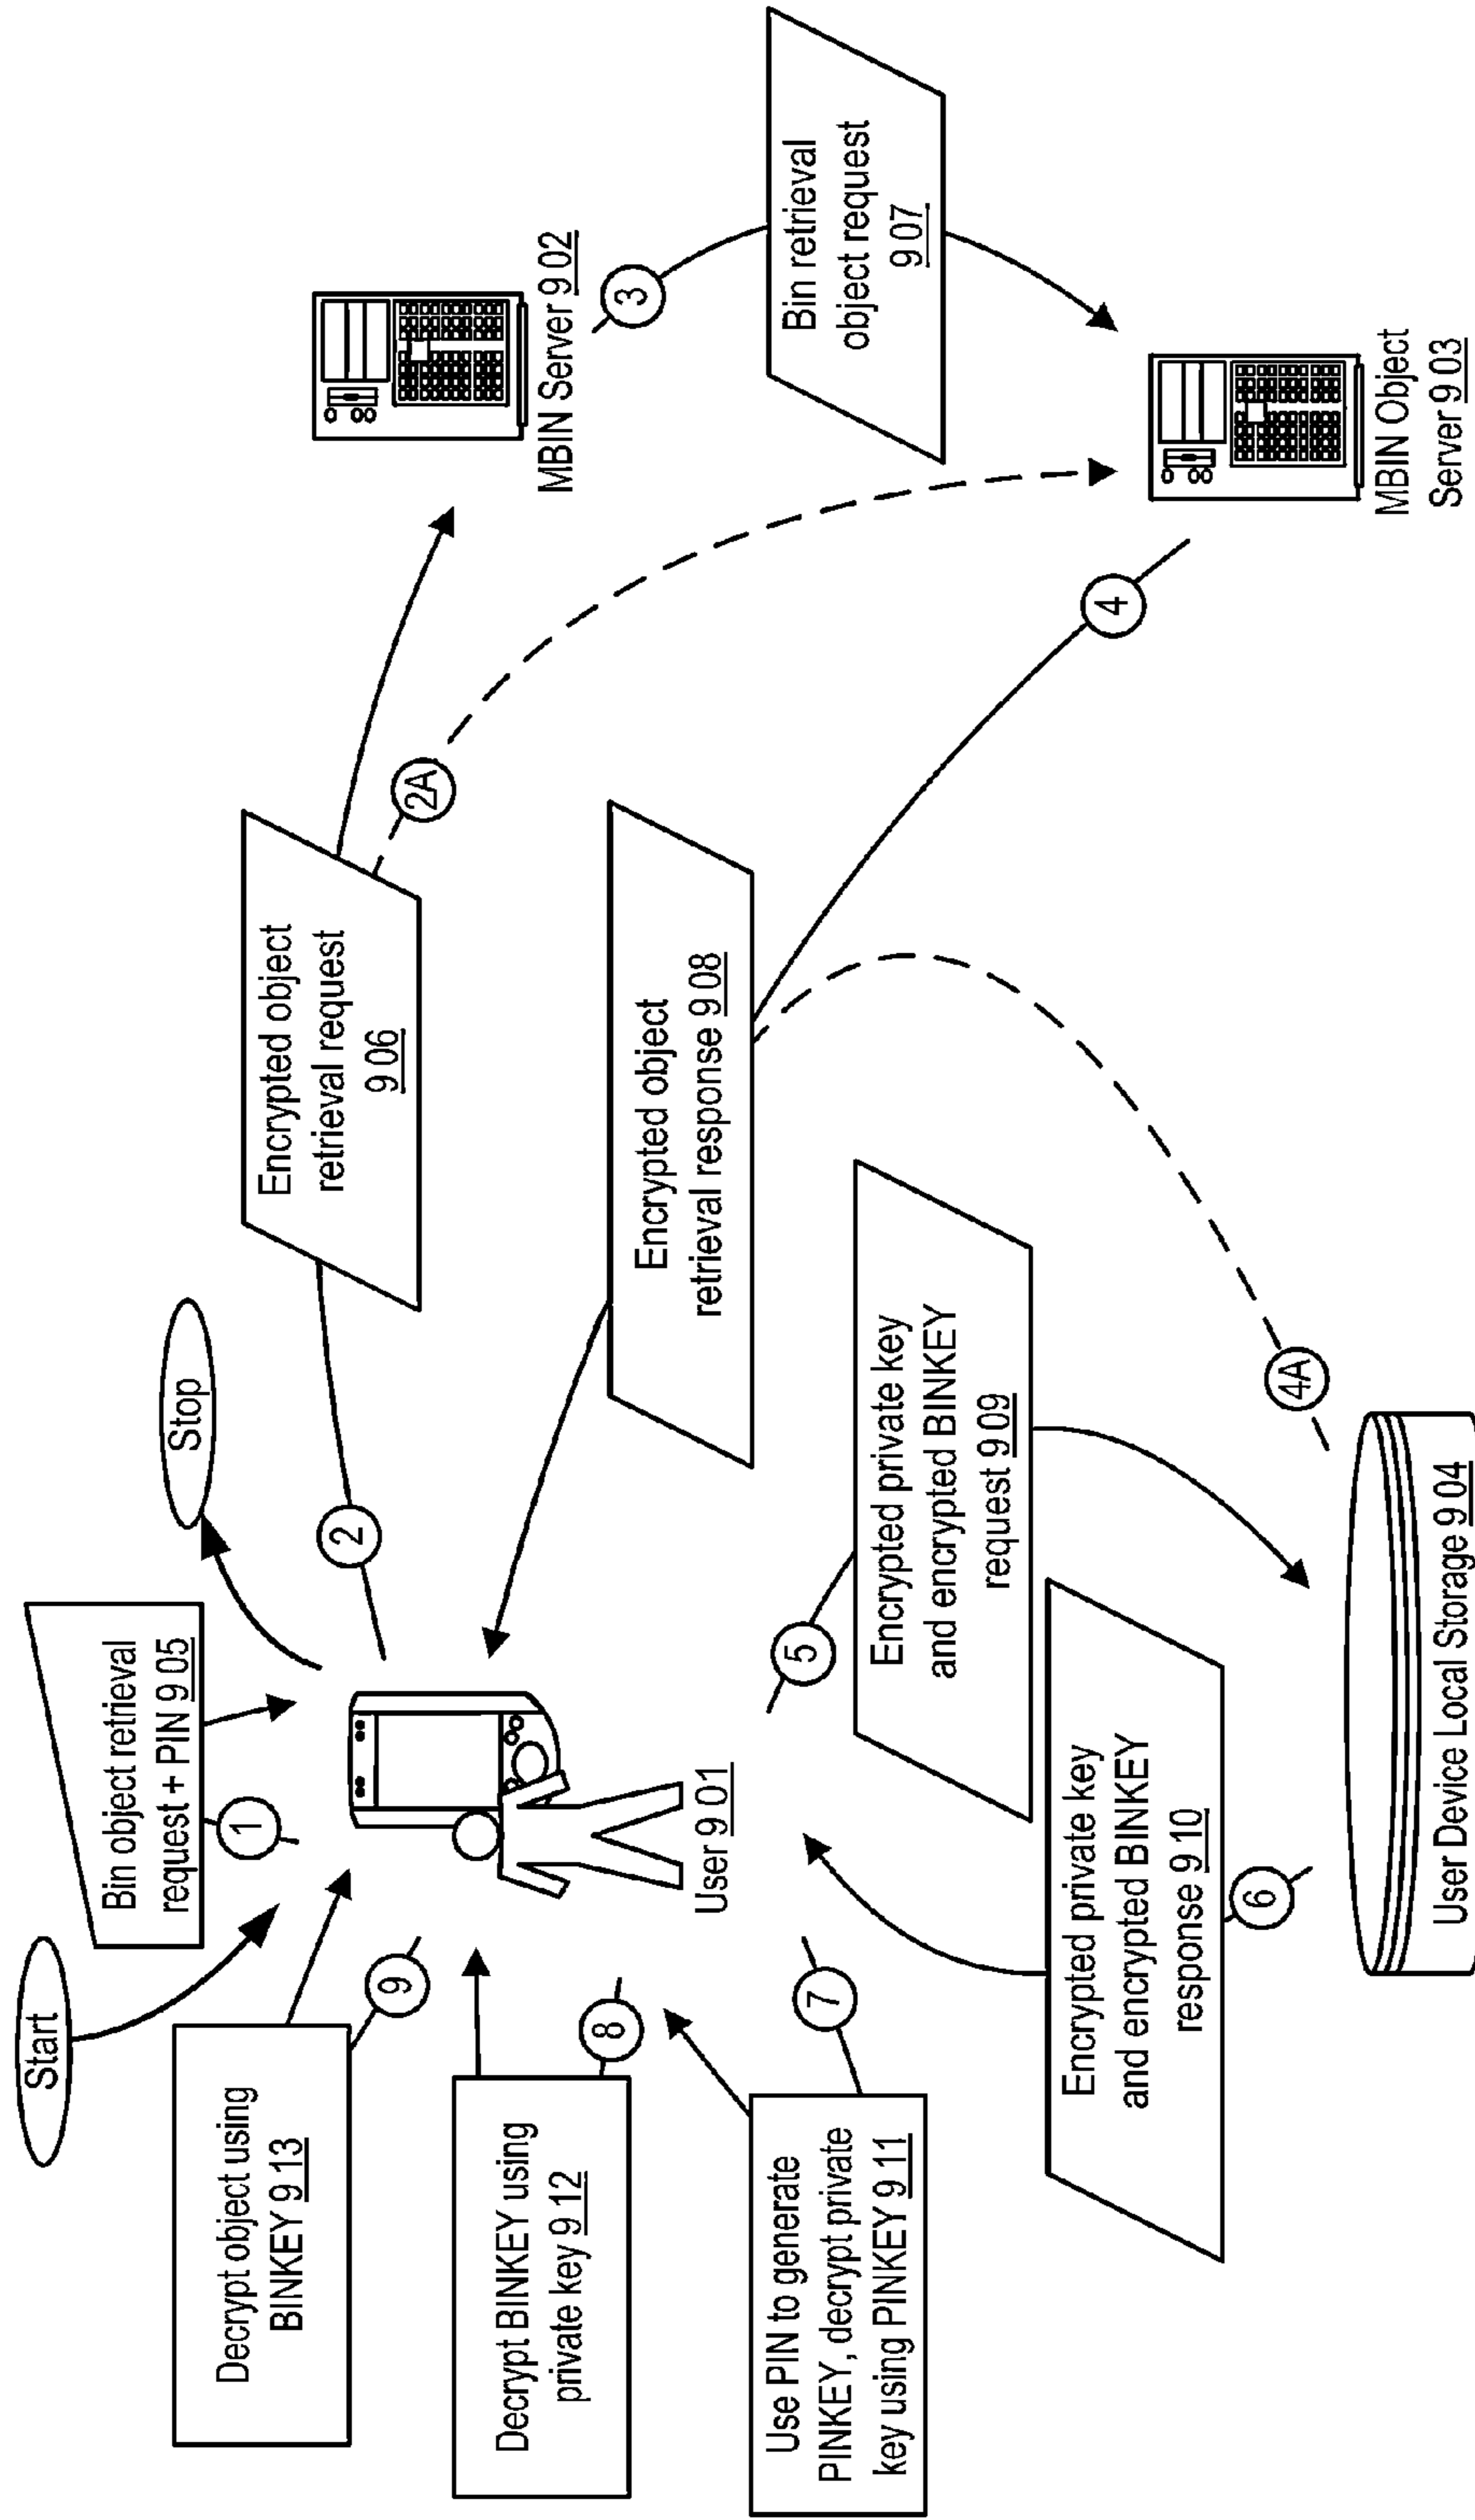 Start
Bin object retrieval
request + PIN 9 05
1
Stop
2
Encrypted object
retrieval request
9 06
2A
MBIN Server 9 02
3
Bin retrieval
object request
9 07
MBIN Object
Server 9 03
4
Encrypted object
retrieval response 9 08
4A
User 9 01
5
Encrypted private key
and encrypted BINKEY
request 9 09
User Device Local Storage 9 04
6
Encrypted private key
and encrypted BINKEY
response 9 10
7
Use PIN to generate
PINKEY, decrypt private
key using PINKEY 9 11
8
Decrypt BINKEY using
private key 9 12
9
Decrypt object using
BINKEY 9 13